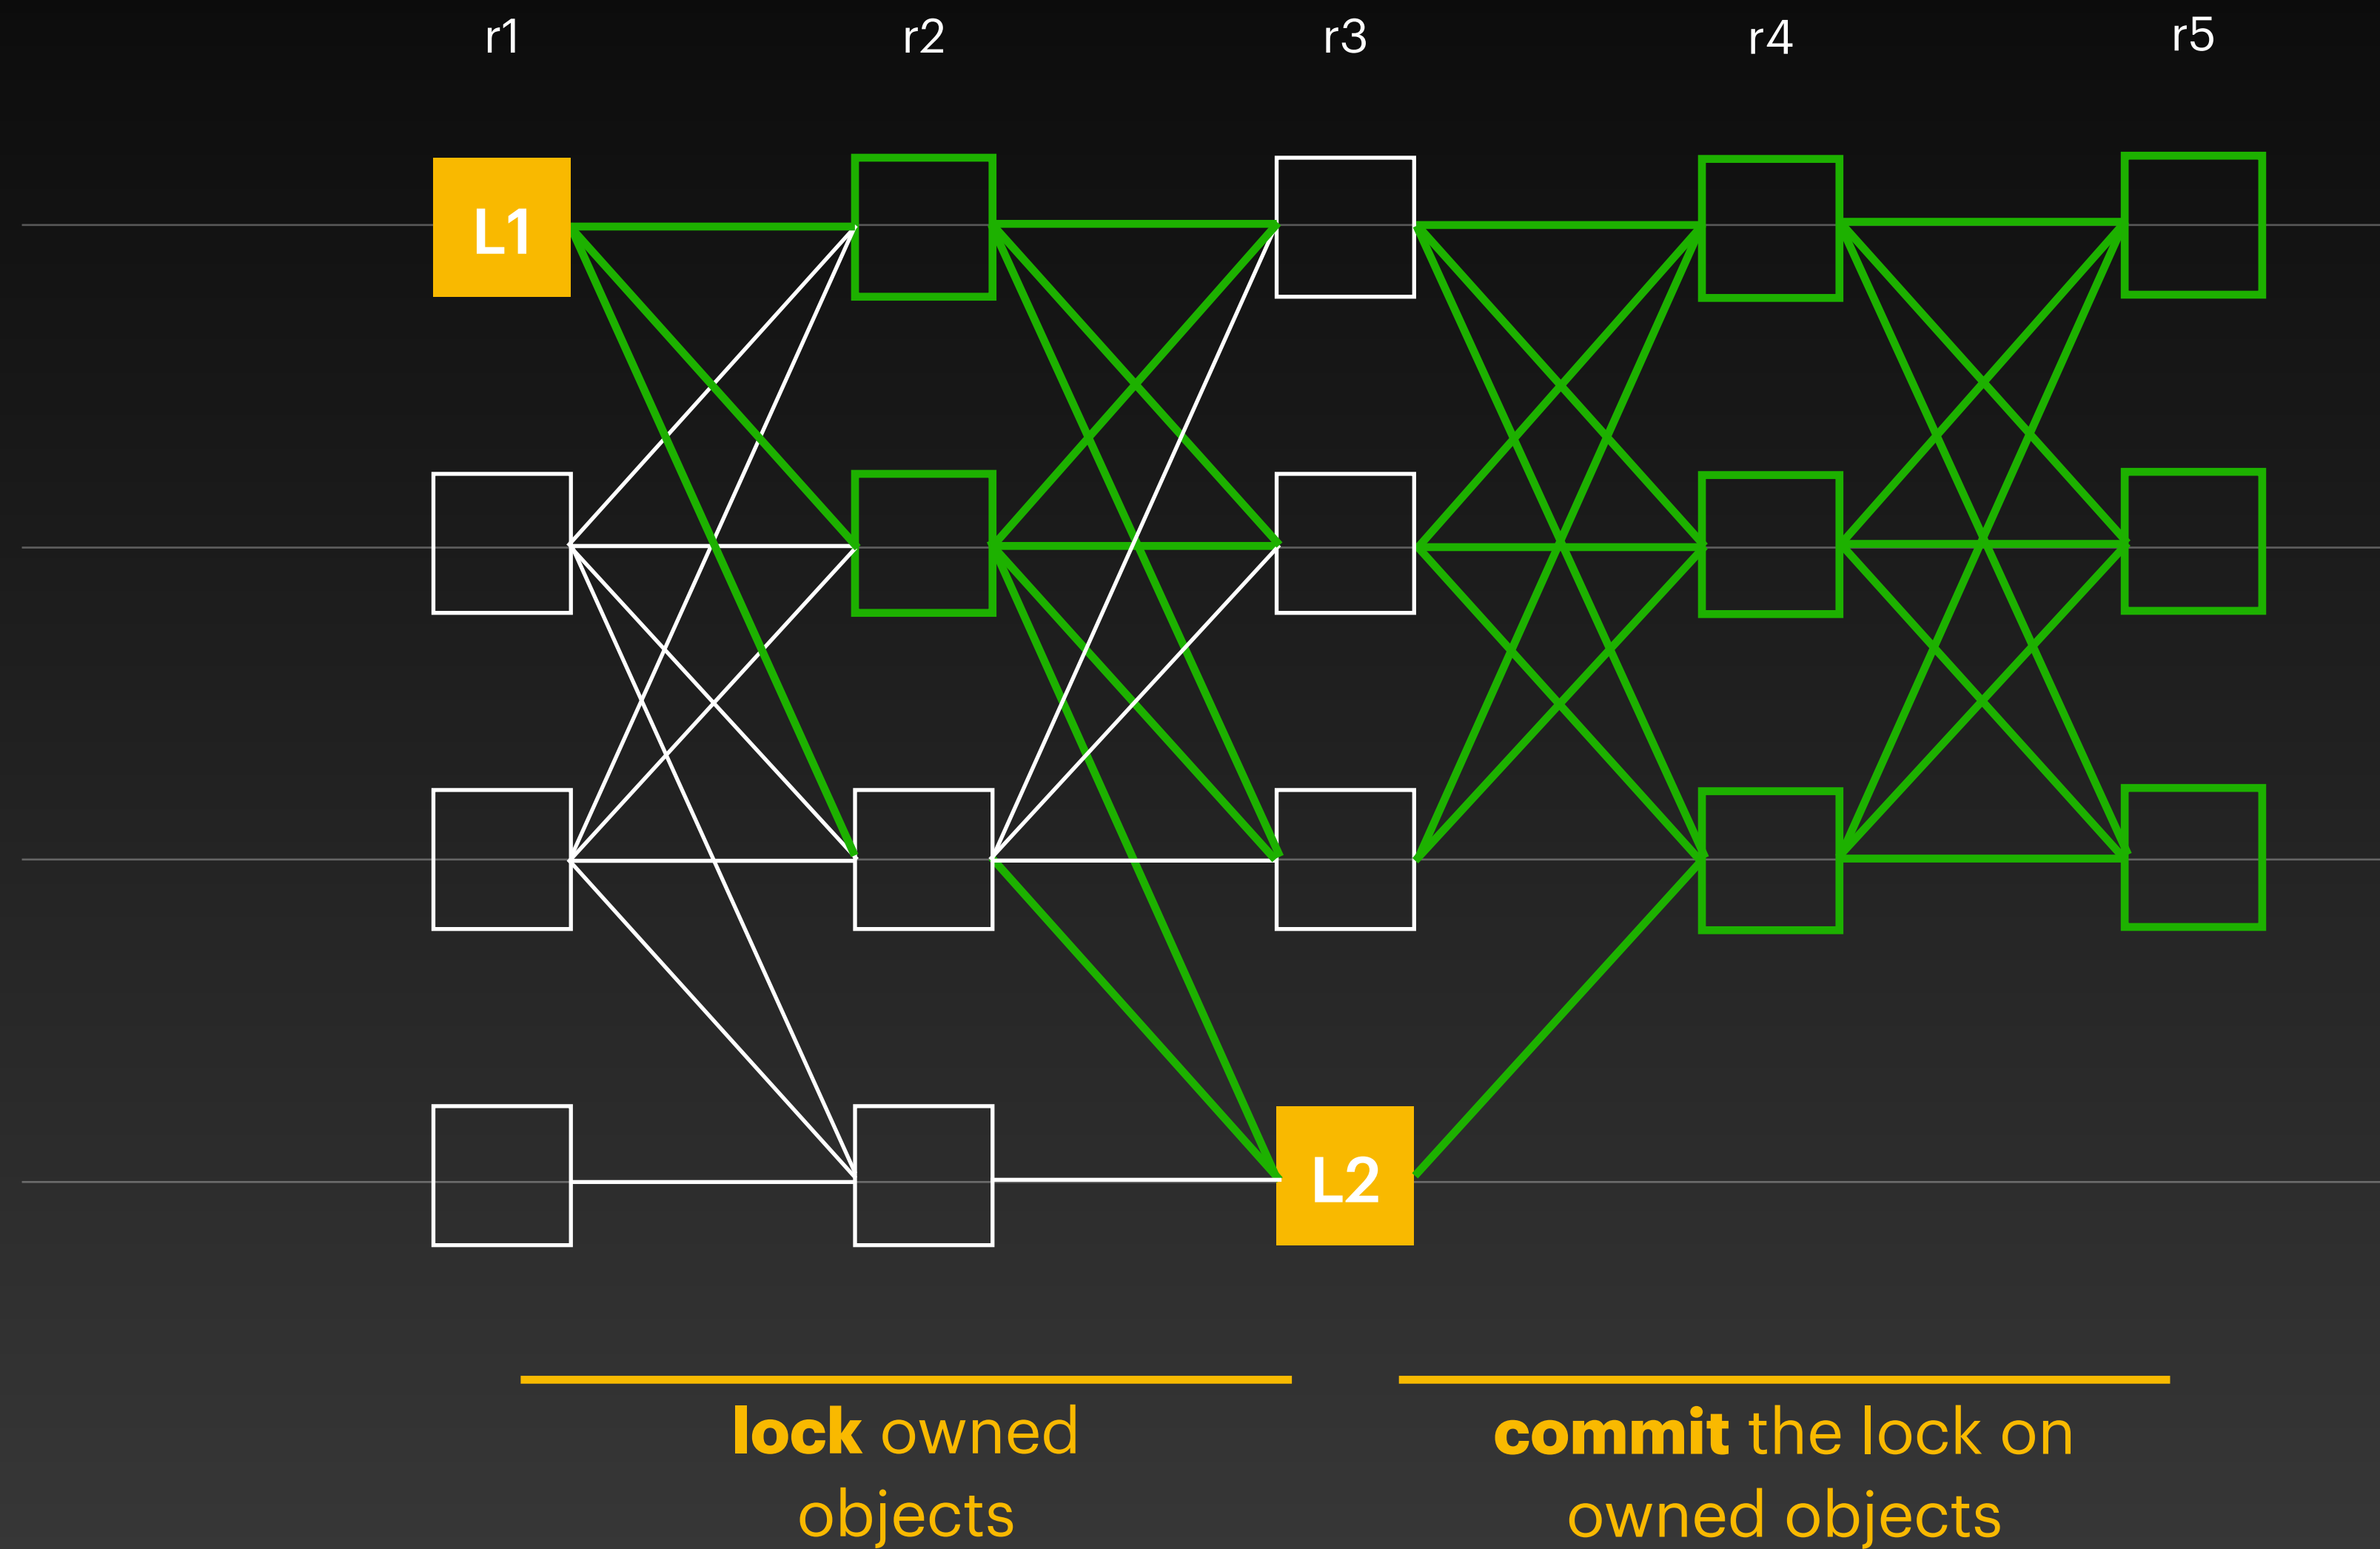 r1 r2 r3 r4 r5
L1
L2
lock owned
objects
commit the lock on
owned objects